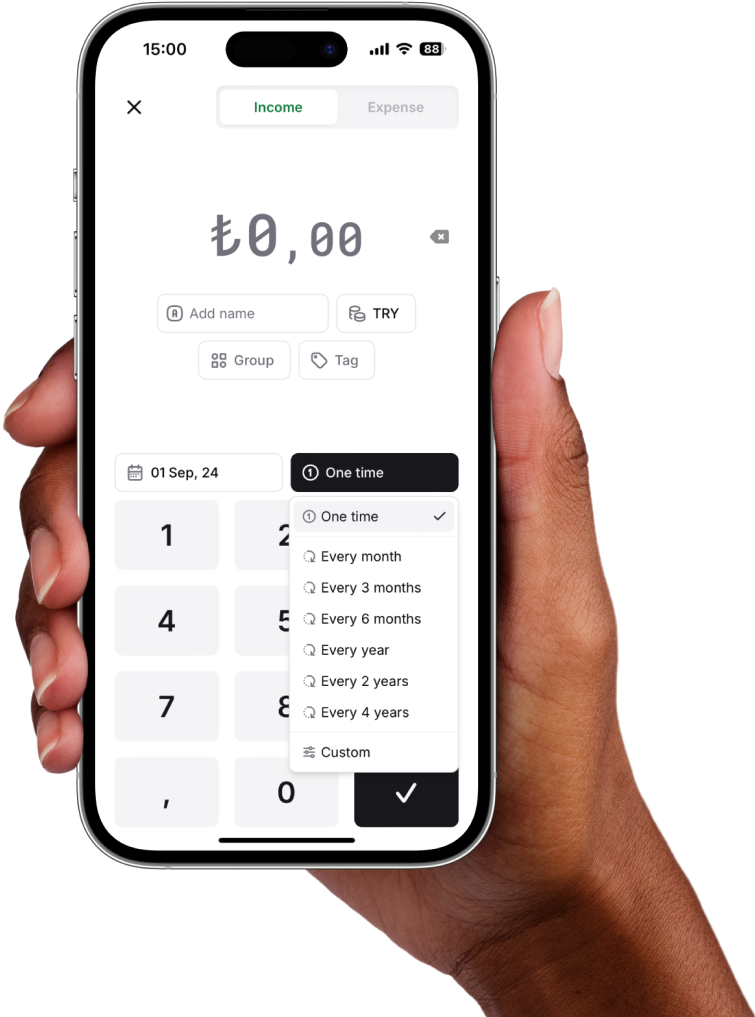 15:00 88
Income Expense
₺0,00
Add name TRY
Group Tag
01 Sep, 24 1 One time
1 2
1 One time
Every month
Every 3 months
4 5
Every 6 months
Every year
Every 2 years
7 8
Every 4 years
Custom
, 0